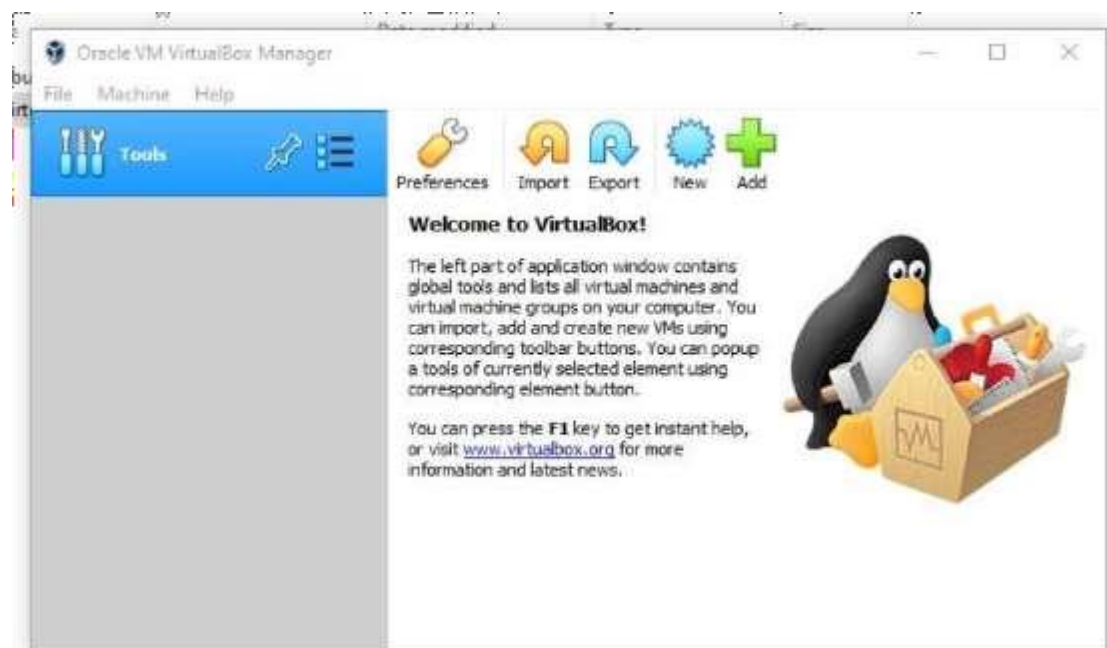 Oracle VM VirtualBox Manager
File Machine Help
Tools
Preferences Import Export New Add
Welcome to VirtualBox!
The left part of application window contains
global tools and lists all virtual machines and
virtual machine groups on your computer. You
can import, add and create new VMs using
corresponding toolbar buttons. You can popup
a tools of currently selected element using
corresponding element button.
You can press the F1 key to get instant help,
or visit www.virtualbox.org for more
information and latest news.